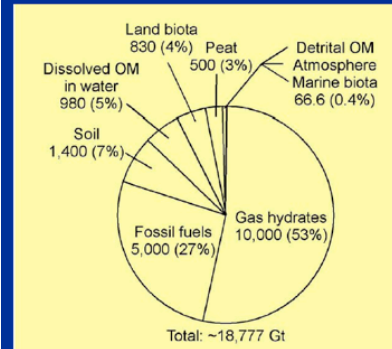 Land biota
830 (4%)
Peat
500 (3%)
Detrital OM
Atmosphere
Marine biota
66.6 (0.4%)
Dissolved OM
in water
980 (5%)
Soil
1,400 (7%)
Fossil fuels
5,000 (27%)
Gas hydrates
10,000 (53%)
Total: ~18,777 Gt